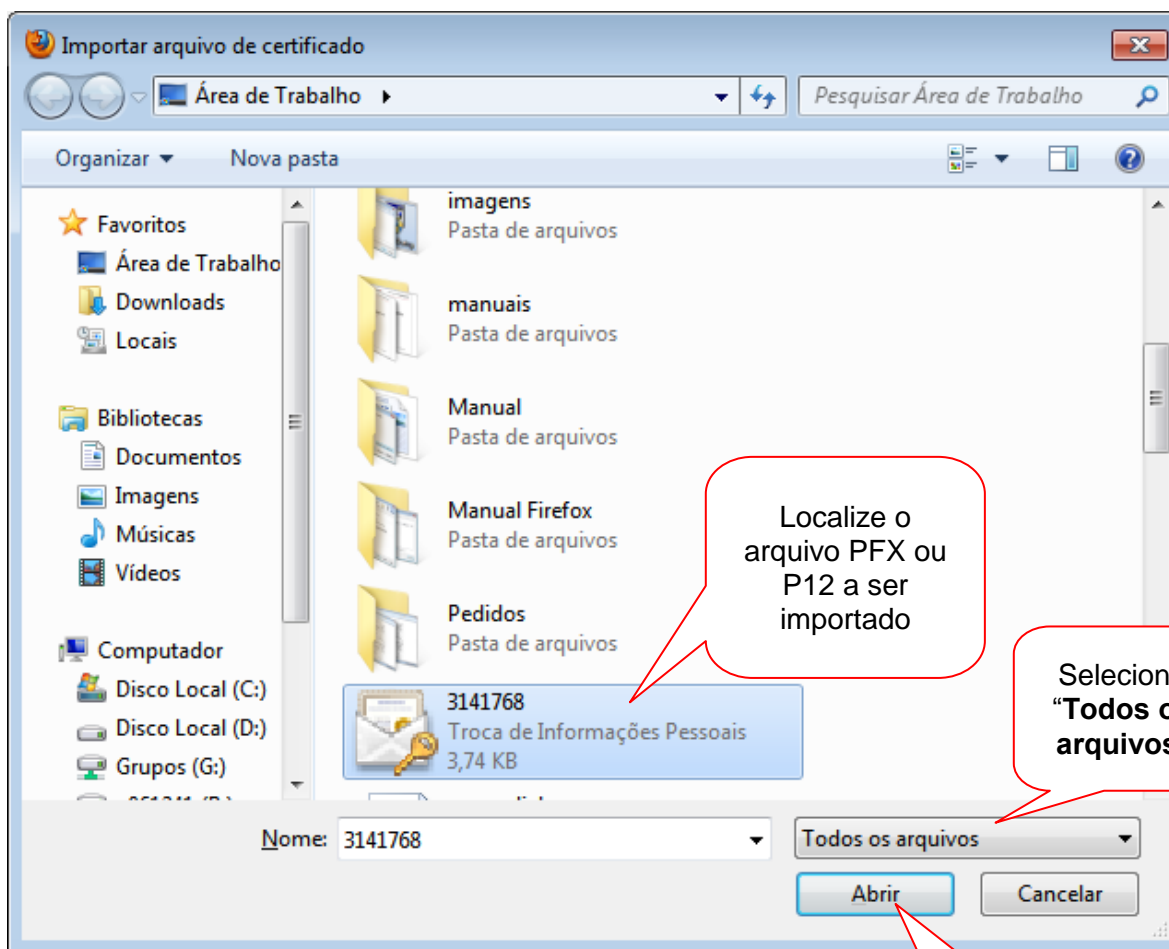 Importar arquivo de certificado
Área de Trabalho
Pesquisar Área de Trabalho
Organizar
Nova pasta
Favoritos
Área de Trabalho
Downloads
Locais
Bibliotecas
Documentos
Imagens
Músicas
Vídeos
Computador
Disco Local (C:)
Disco Local (D:)
Grupos (G:)
imagens
Pasta de arquivos
manuais
Pasta de arquivos
Manual
Pasta de arquivos
Manual Firefox
Pasta de arquivos
Pedidos
Pasta de arquivos
3141768
Troca de Informações Pessoais
3,74 KB
Localize o
arquivo PFX ou
P12 a ser
importado
Selecion
“Todos o
arquivos
Nome: 3141768
Todos os arquivos
Abrir
Cancelar